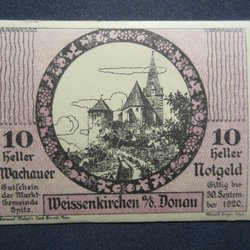 10
Heller
Wachauer
Gutschein
der Markt-
Gemeinde
Spitz.
10
Heller
Notgeld
Giltig bis
30. Septem-
ber 1920.
Weissenkirchen a/d. Donau